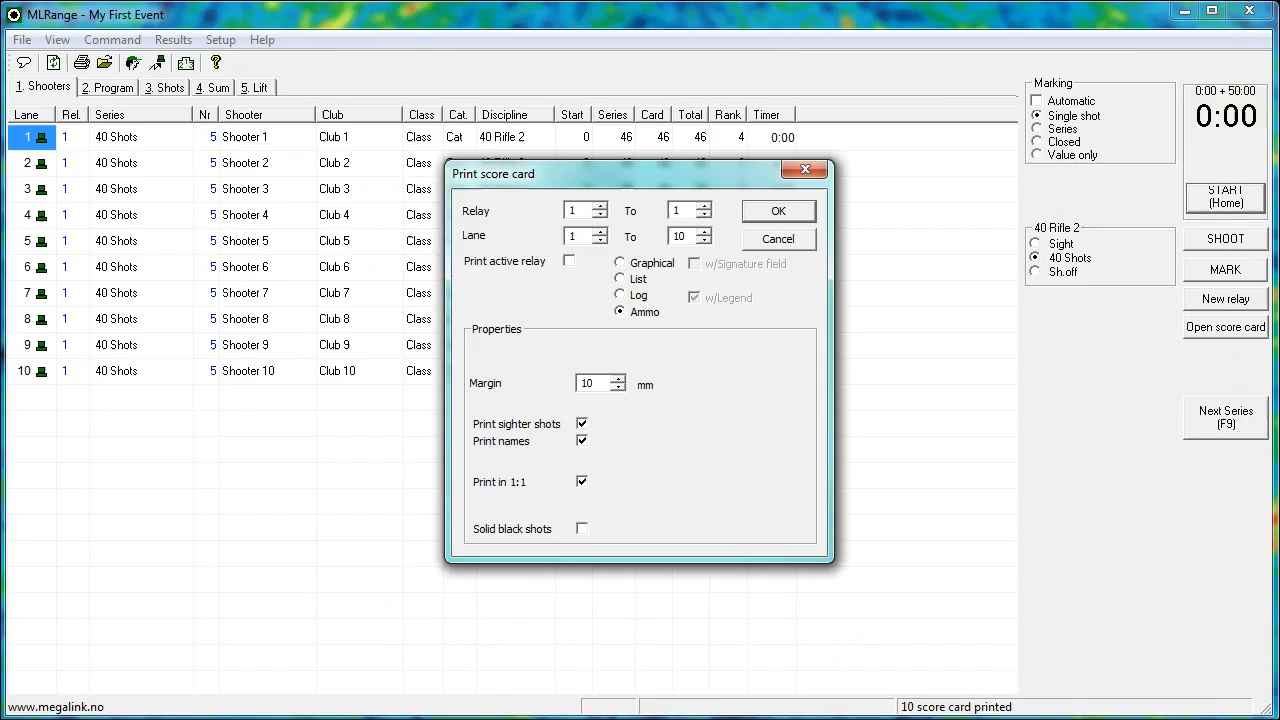 MLRange - My First Event
File View Command Results Setup Help
1. Shooters 2. Program 3. Shots 4. Sum 5. Lift
Lane Rel. Series Nr Shooter Club Class Cat. Discipline Start Series Card Total Rank Timer
1 1 40 Shots 5 Shooter 1 Club 1 Class Cat 40 Rifle 2 0 46 46 46 4 0:00
2 1 40 Shots 5 Shooter 2 Club 2 Class
3 1 40 Shots 5 Shooter 3 Club 3 Class
4 1 40 Shots 5 Shooter 4 Club 4 Class
5 1 40 Shots 5 Shooter 5 Club 5 Class
6 1 40 Shots 5 Shooter 6 Club 6 Class
7 1 40 Shots 5 Shooter 7 Club 7 Class
8 1 40 Shots 5 Shooter 8 Club 8 Class
9 1 40 Shots 5 Shooter 9 Club 9 Class
10 1 40 Shots 5 Shooter 10 Club 10 Class
Print score card
Relay 1 To 1 OK
Lane 1 To 10 Cancel
Print active relay
Graphical w/Signature field
List
Log w/Legend
Ammo
Properties
Margin 10 mm
Print sighter shots
Print names
Print in 1:1
Solid black shots
Marking
Automatic
Single shot
Series
Closed
Value only
40 Rifle 2
Sight
40 Shots
Sh.off
0:00 + 50:00
0:00
START
(Home)
SHOOT
MARK
New relay
Open score card
Next Series
(F9)
www.megalink.no
10 score card printed